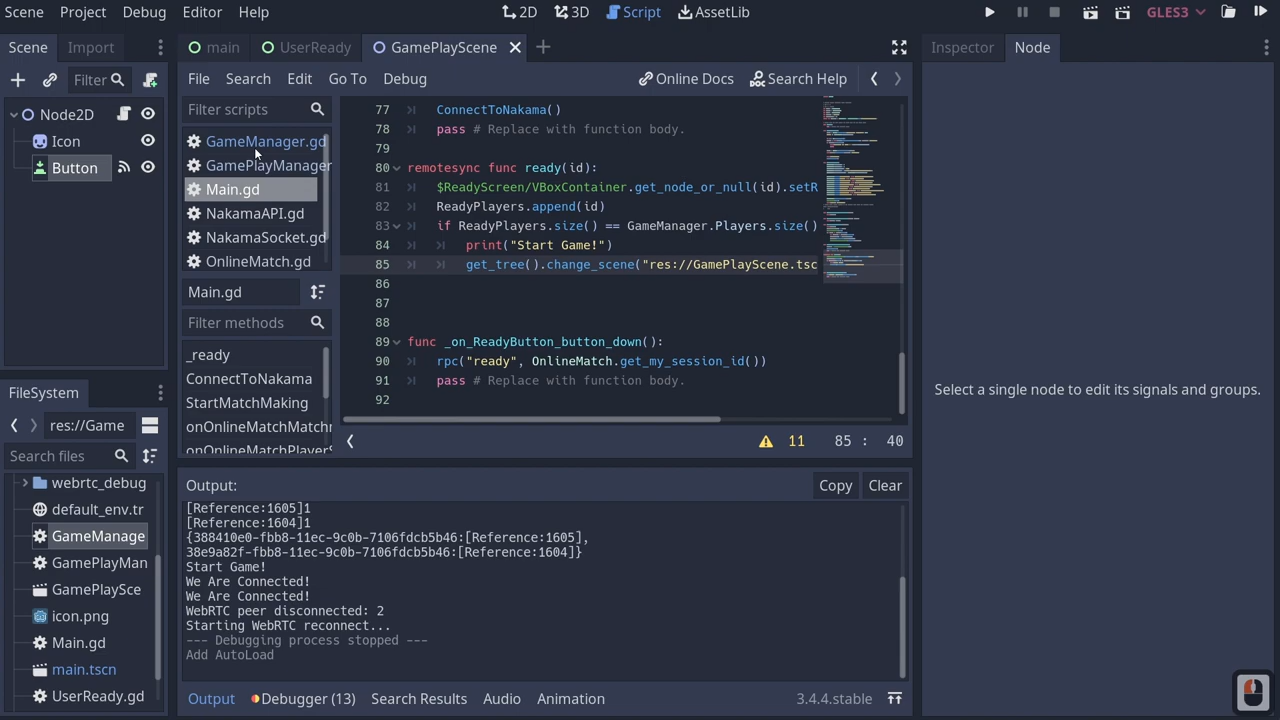 Scene Project Debug Editor Help 2D 3D Script AssetLib GLES3
Scene Import main UserReady GamePlayScene Inspector Node
Filter File Search Edit Go To Debug Online Docs Search Help
Node2D
icon
Button
Filter scripts
GameManager.gd
GamePlayManager
Main.gd
NakamaAPI.gd
NakamaSocket.gd
OnlineMatch.gd
Main.gd
Filter methods
_ready
ConnectToNakama
StartMatchMaking
onOnlineMatchMatchm
onOnlineMatchPlayerS
77 ConnectToNakama()
78 pass # Replace with function body.
79
80 remotesync func ready(id):
81 $ReadyScreen/VBoxContainer.get_node_or_null(id).setR
82 ReadyPlayers.append(id)
83 if ReadyPlayers.size() == GameManager.Players.size()
84 print("Start Game!")
85 get_tree().change_scene("res://GamePlayScene.tsc
86
87
88
89 func _on_ReadyButton_button_down():
90 rpc("ready", OnlineMatch.get_my_session_id())
91 pass # Replace with function body.
92
11 85 : 40
Select a single node to edit its signals and groups.
FileSystem
res://Game
Search files
webrtc_debug
default_env.tr
GameManage
GamePlayMan
GamePlaySce
icon.png
Main.gd
main.tscn
UserReady.gd
Output: Copy Clear
[Reference:1605]1
[Reference:1604]1
{388410e0-fbb8-11ec-9c0b-7106fdcb5b46:[Reference:1605],
38e9a82f-fbb8-11ec-9c0b-7106fdcb5b46:[Reference:1604]}
Start Game!
We Are Connected!
We Are Connected!
WebRTC peer disconnected: 2
Starting WebRTC reconnect...
--- Debugging process stopped ---
Add AutoLoad
Output Debugger (13) Search Results Audio Animation 3.4.4.stable